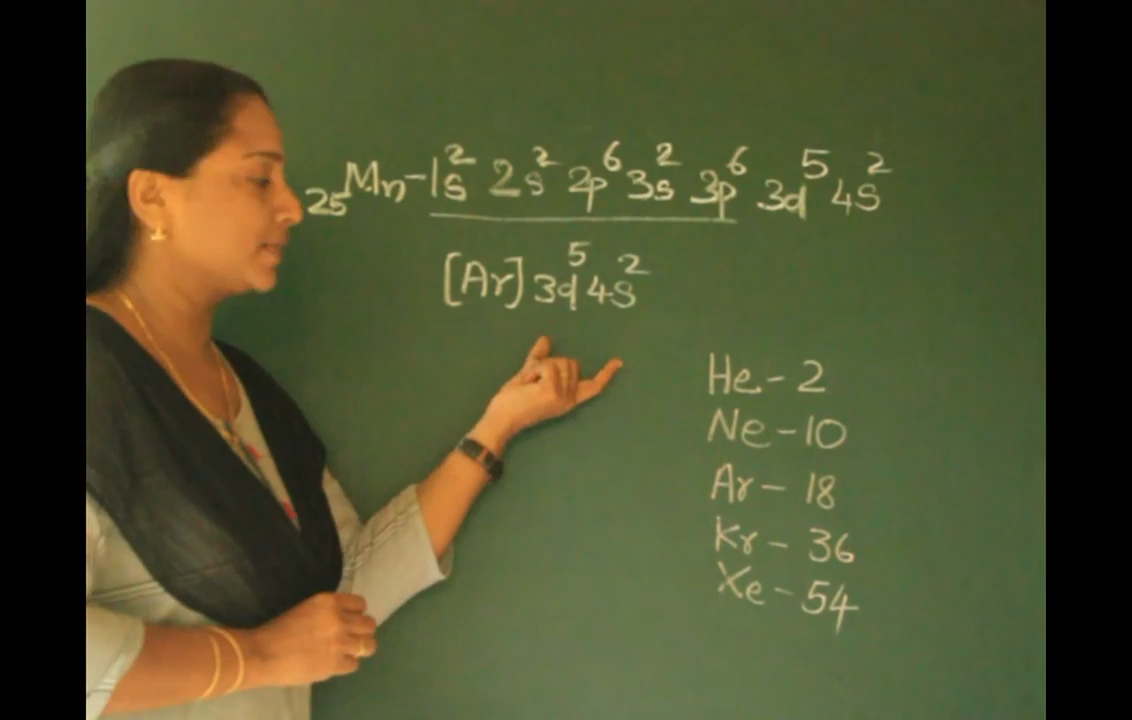 ₂₅Mn-1s² 2s² 2p⁶ 3s² 3p⁶ 3d⁵ 4s²
[Ar] 3d⁵ 4s²
He - 2
Ne - 10
Ar - 18
Kr - 36
Xe - 54